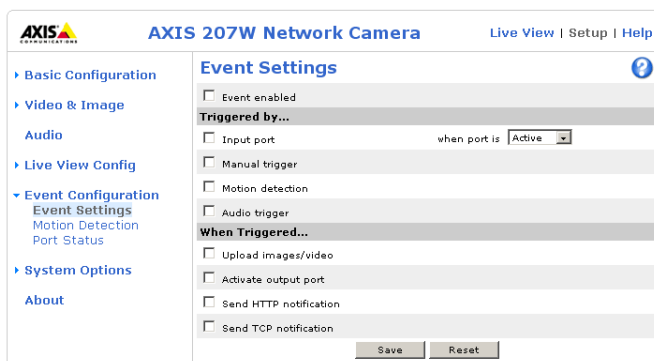 AXIS COMMUNICATIONS
AXIS 207W Network Camera
Live View | Setup | Help
Basic Configuration
Video & Image
Audio
Live View Config
Event Configuration
Event Settings
Motion Detection
Port Status
System Options
About
Event Settings
?
Event enabled
Triggered by...
Input port when port is Active
Manual trigger
Motion detection
Audio trigger
When Triggered...
Upload images/video
Activate output port
Send HTTP notification
Send TCP notification
Save Reset